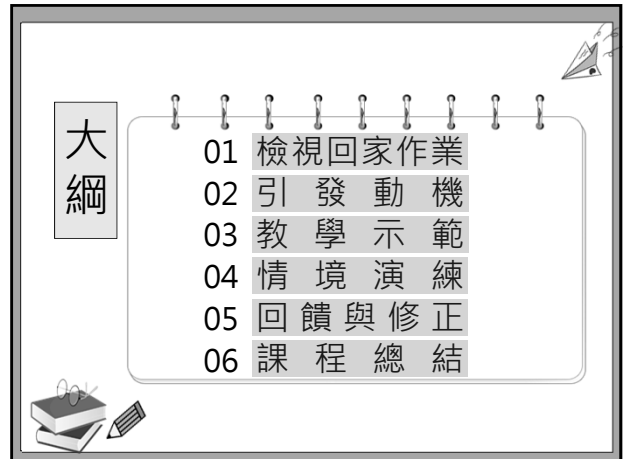 大綱
01 檢視回家作業
02 引發動機
03 教學示範
04 情境演練
05 回饋與修正
06 課程總結